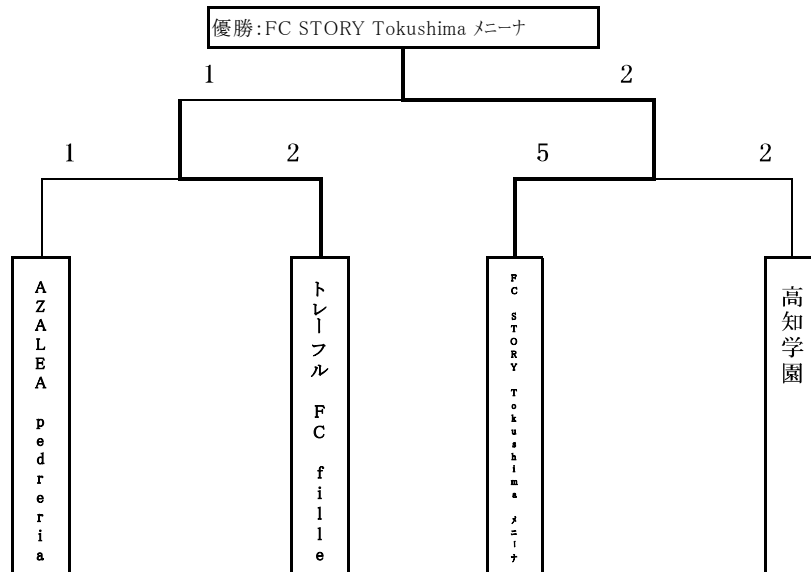 優勝:FC STORY Tokushima メニーナ
1 2
1 2 5 2
AZALEA pedreria
トレーフル FC fille
FC STORY Tokushima メニーナ
高知学園